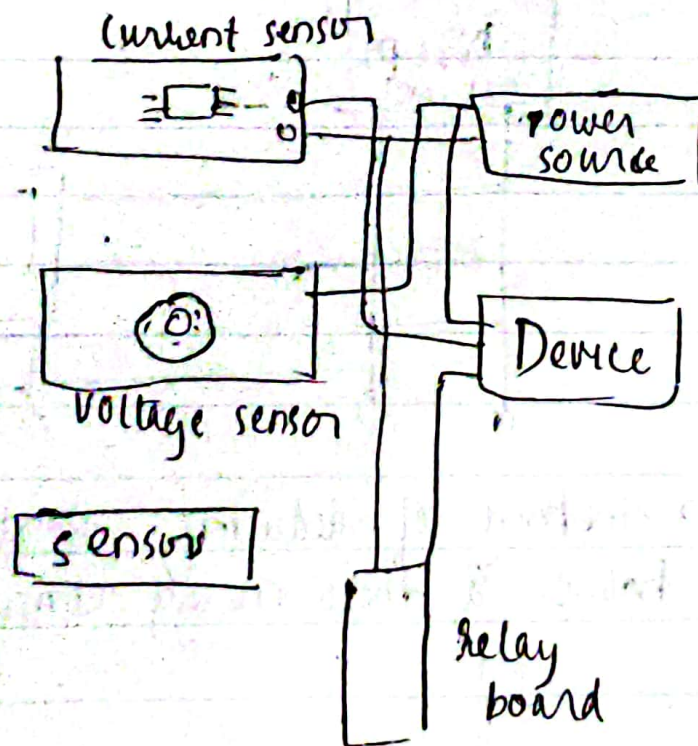 Current sensor
power
source
Device
Voltage sensor
Sensor
relay
board